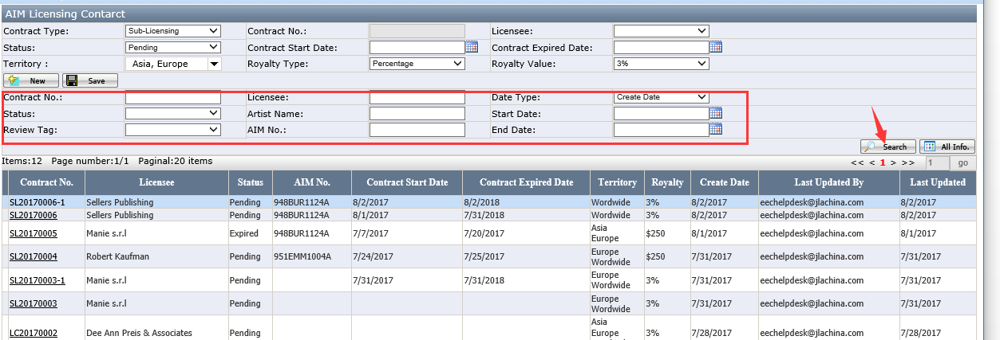 AIM Licensing Contarct
Contract Type: Sub-Licensing Contract No.: Licensee:
Status: Pending Contract Start Date: Contract Expired Date:
Territory : Asia, Europe Royalty Type: Percentage Royalty Value: 3%
New Save
Contract No.: Licensee: Date Type: Create Date
Status: Artist Name: Start Date:
Review Tag: AIM No.: End Date:
Search All Info.
Items:12 Page number:1/1 Paginal:20 items << < 1 > >> 1 go
Contract No. Licensee Status AIM No. Contract Start Date Contract Expired Date Territory Royalty Create Date Last Updated By Last Updated
SL20170006-1 Sellers Publishing Pending 948BUR1124A 8/2/2017 8/2/2018 Wordwide 3% 8/2/2017 eechelpdesk@jlachina.com 8/2/2017
SL20170006 Sellers Publishing Pending 948BUR1124A 8/1/2017 7/31/2018 Wordwide 3% 8/2/2017 eechelpdesk@jlachina.com 8/2/2017
SL20170005 Manie s.r.l Expired 948BUR1124A 7/7/2017 7/20/2017 Asia
Europe $250 8/1/2017 eechelpdesk@jlachina.com 8/1/2017
SL20170004 Robert Kaufman Pending 951EMM1004A 7/24/2017 7/25/2017 Europe
Wordwide $250 7/31/2017 eechelpdesk@jlachina.com 7/31/2017
SL20170003-1 Manie s.r.l Pending 7/31/2017 7/31/2018 Europe
Wordwide 3% 7/31/2017 eechelpdesk@jlachina.com 7/31/2017
SL20170003 Manie s.r.l Pending Europe
Wordwide 3% 7/31/2017 eechelpdesk@jlachina.com 7/31/2017
LC20170002 Dee Ann Preis & Associates Pending Asia
Europe 3% 7/28/2017 eechelpdesk@jlachina.com 7/28/2017